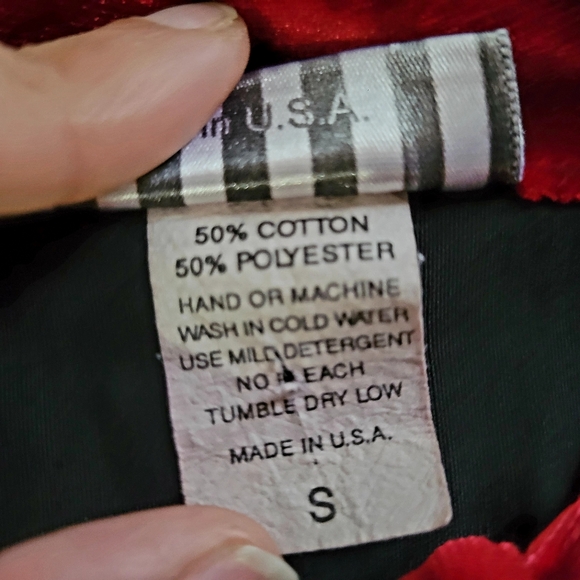 in U.S.A.
50% COTTON
50% POLYESTER
HAND OR MACHINE
WASH IN COLD WATER
USE MILD DETERGENT
NO EACH
TUMBLE DRY LOW
MADE IN U.S.A.
S